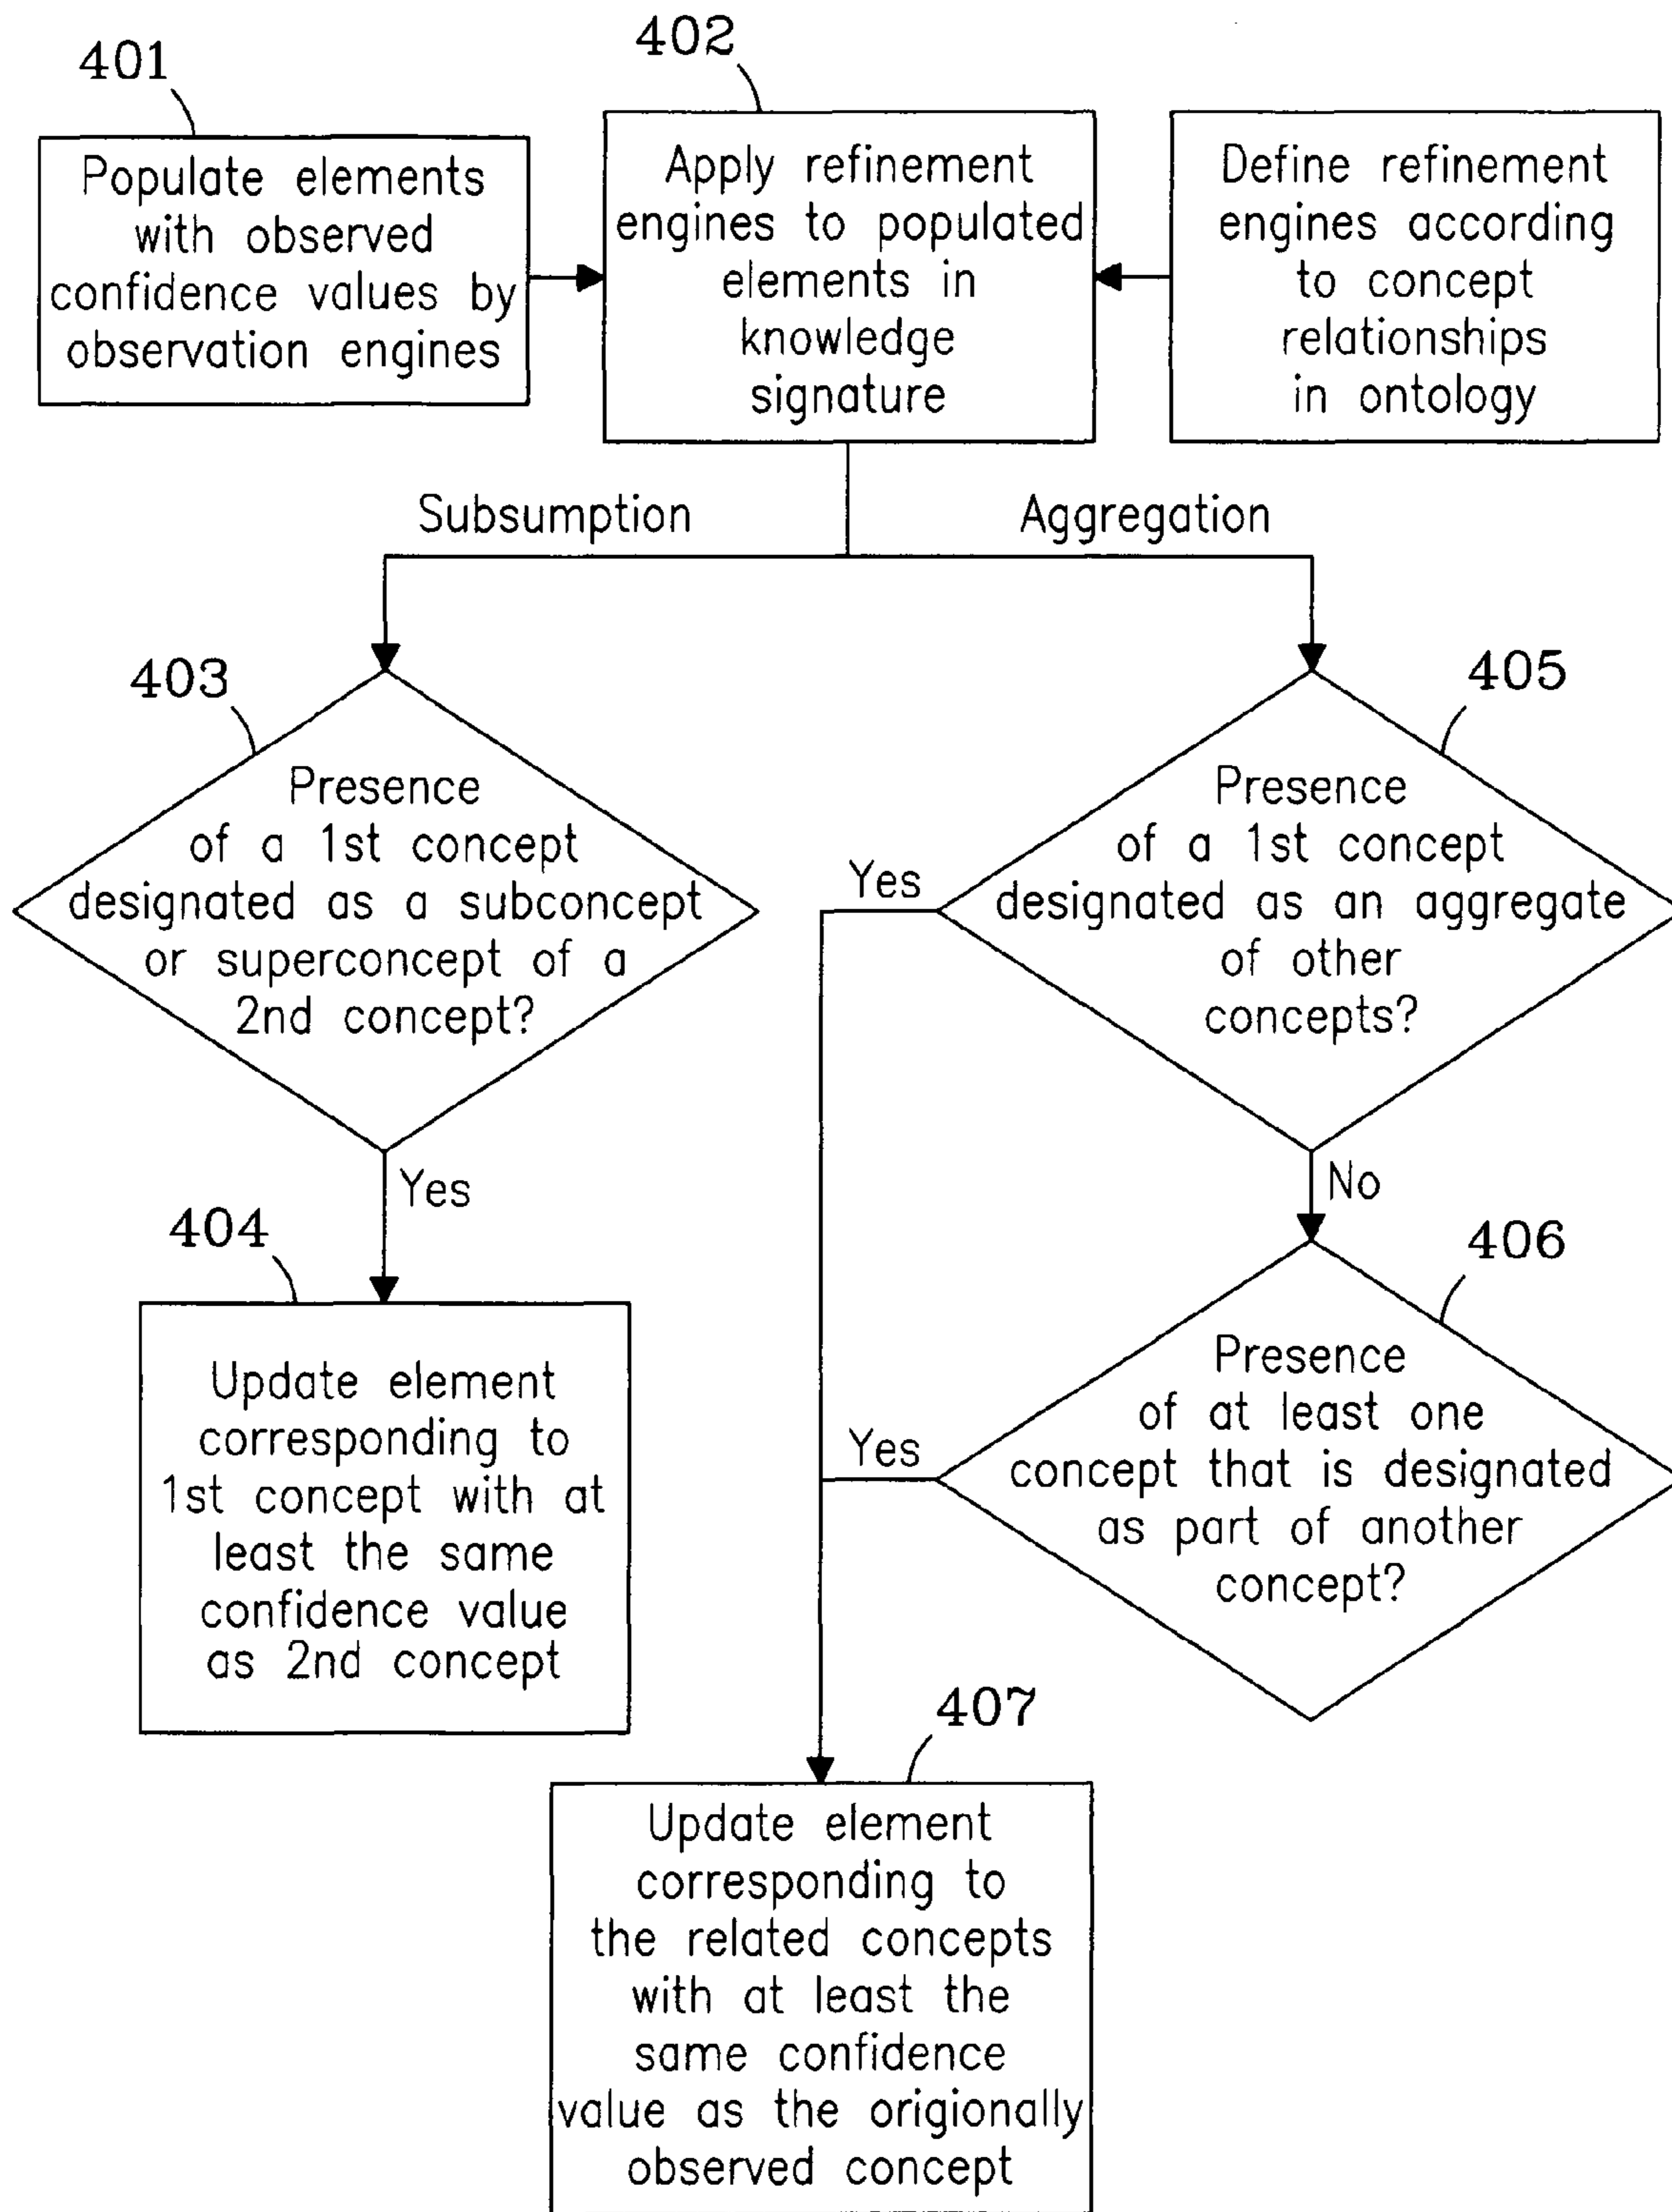 401
Populate elements
with observed
confidence values by
observation engines
402
Apply refinement
engines to populated
elements in
knowledge
signature
Define refinement
engines according
to concept
relationships
in ontology
Subsumption
Aggregation
403
Presence
of a 1st concept
designated as a subconcept
or superconcept of a
2nd concept?
Yes
404
Update element
corresponding to
1st concept with at
least the same
confidence value
as 2nd concept
405
Presence
of a 1st concept
designated as an aggregate
of other
concepts?
Yes
No
406
Presence
of at least one
concept that is designated
as part of another
concept?
Yes
407
Update element
corresponding to
the related concepts
with at least the
same confidence
value as the origionally
observed concept